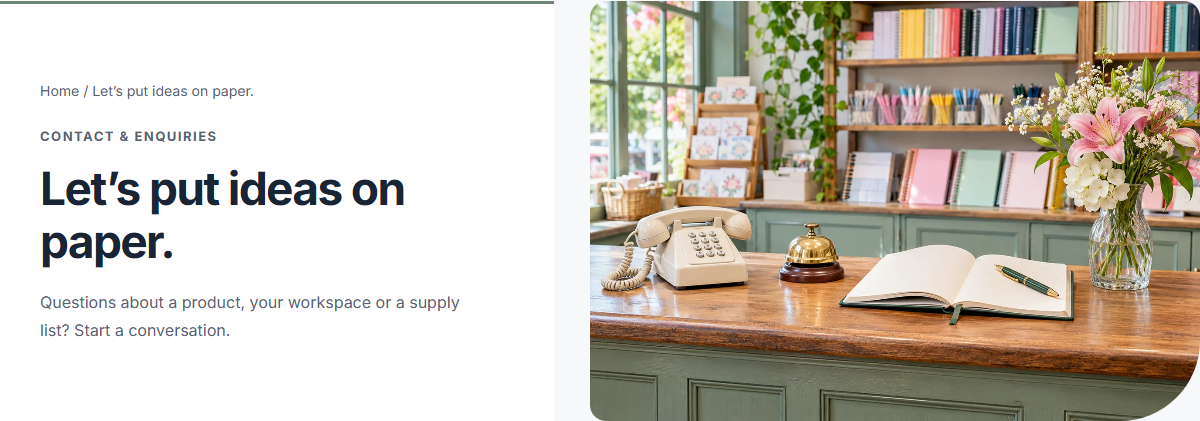 Home / Let’s put ideas on paper.
CONTACT & ENQUIRIES
Let’s put ideas on
paper.
Questions about a product, your workspace or a supply
list? Start a conversation.